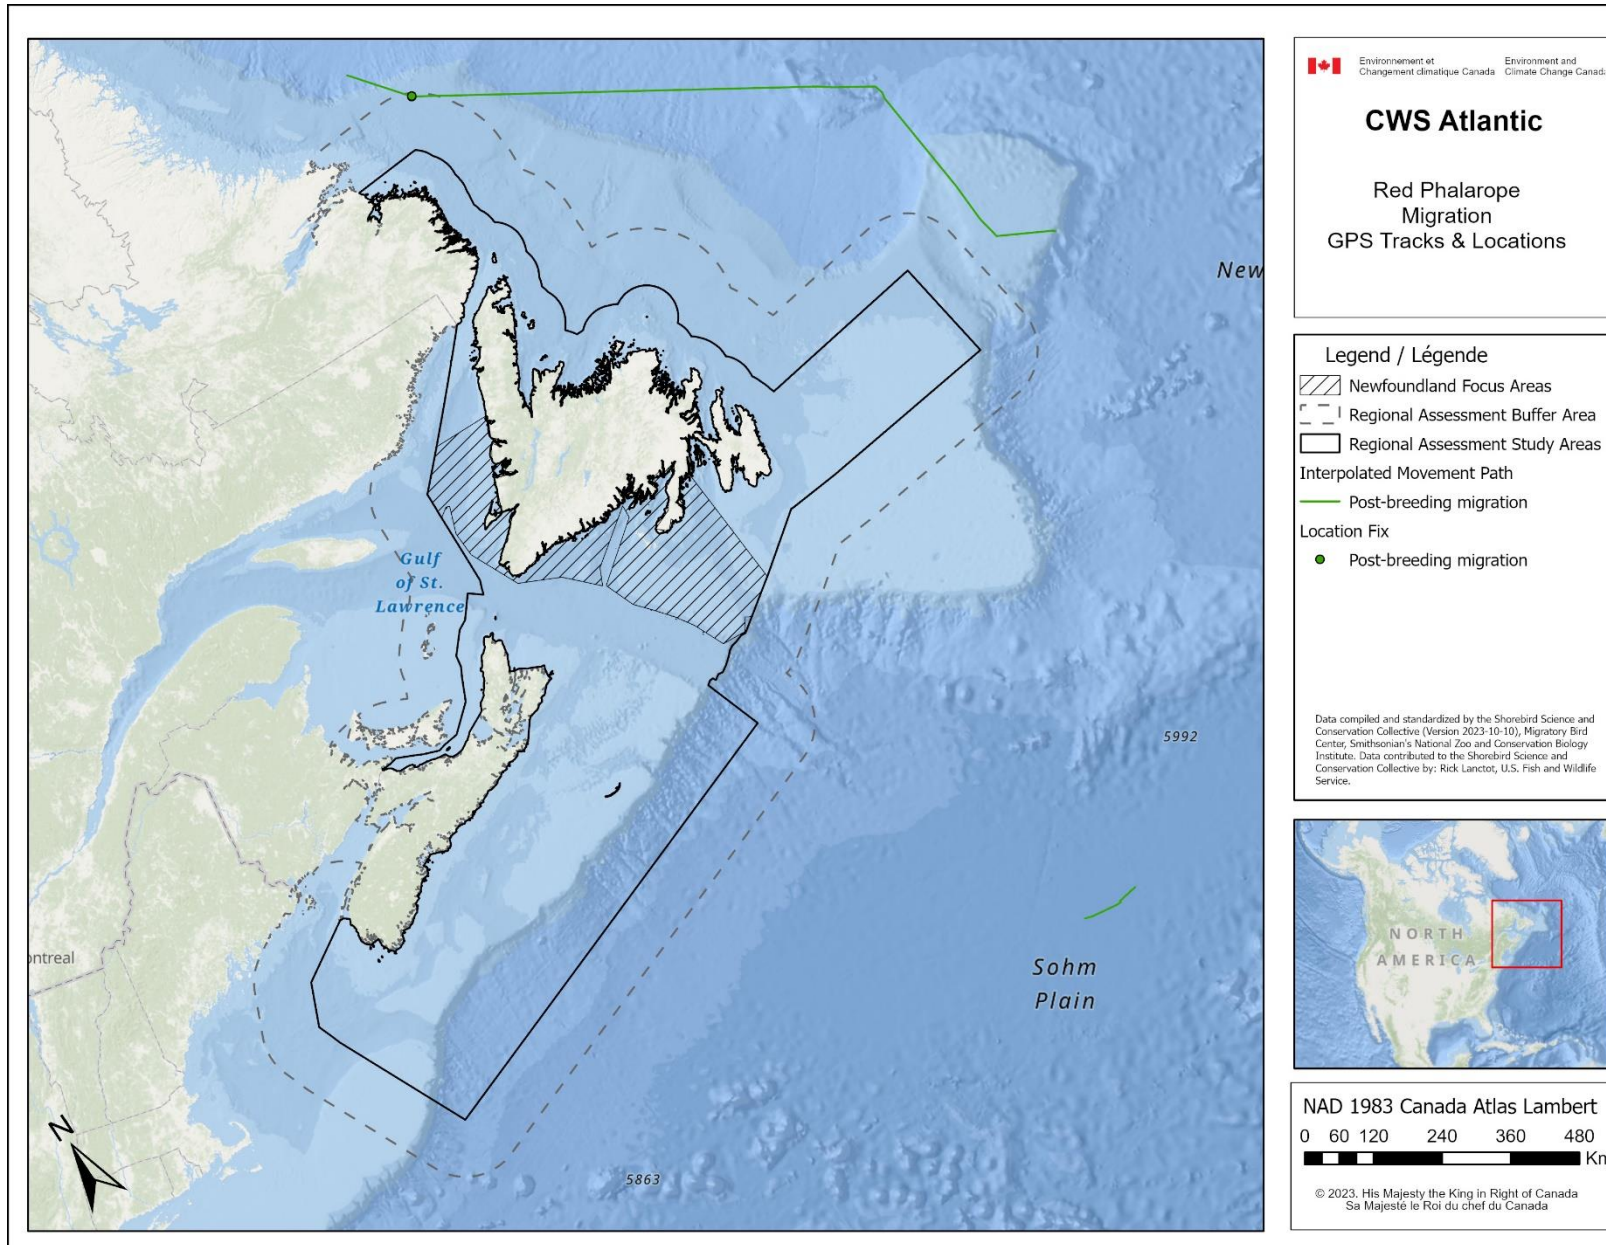 New
Gulf
of St.
Lawrence
5992
Sohm
Plain
ontreal
5863
N
Environnement et
Changement climatique Canada
Environment and
Climate Change Canada
CWS Atlantic
Red Phalarope
Migration
GPS Tracks & Locations
Legend / Légende
Newfoundland Focus Areas
Regional Assessment Buffer Area
Regional Assessment Study Areas
Interpolated Movement Path
Post-breeding migration
Location Fix
Post-breeding migration
Data compiled and standardized by the Shorebird Science and
Conservation Collective (Version 2023-10-10), Migratory Bird
Center, Smithsonian's National Zoo and Conservation Biology
Institute. Data contributed to the Shorebird Science and
Conservation Collective by: Rick Lanctot, U.S. Fish and Wildlife
Service.
NORTH
AMERICA
NAD 1983 Canada Atlas Lambert
0 60 120 240 360 480
Km
© 2023. His Majesty the King in Right of Canada
Sa Majesté le Roi du chef du Canada